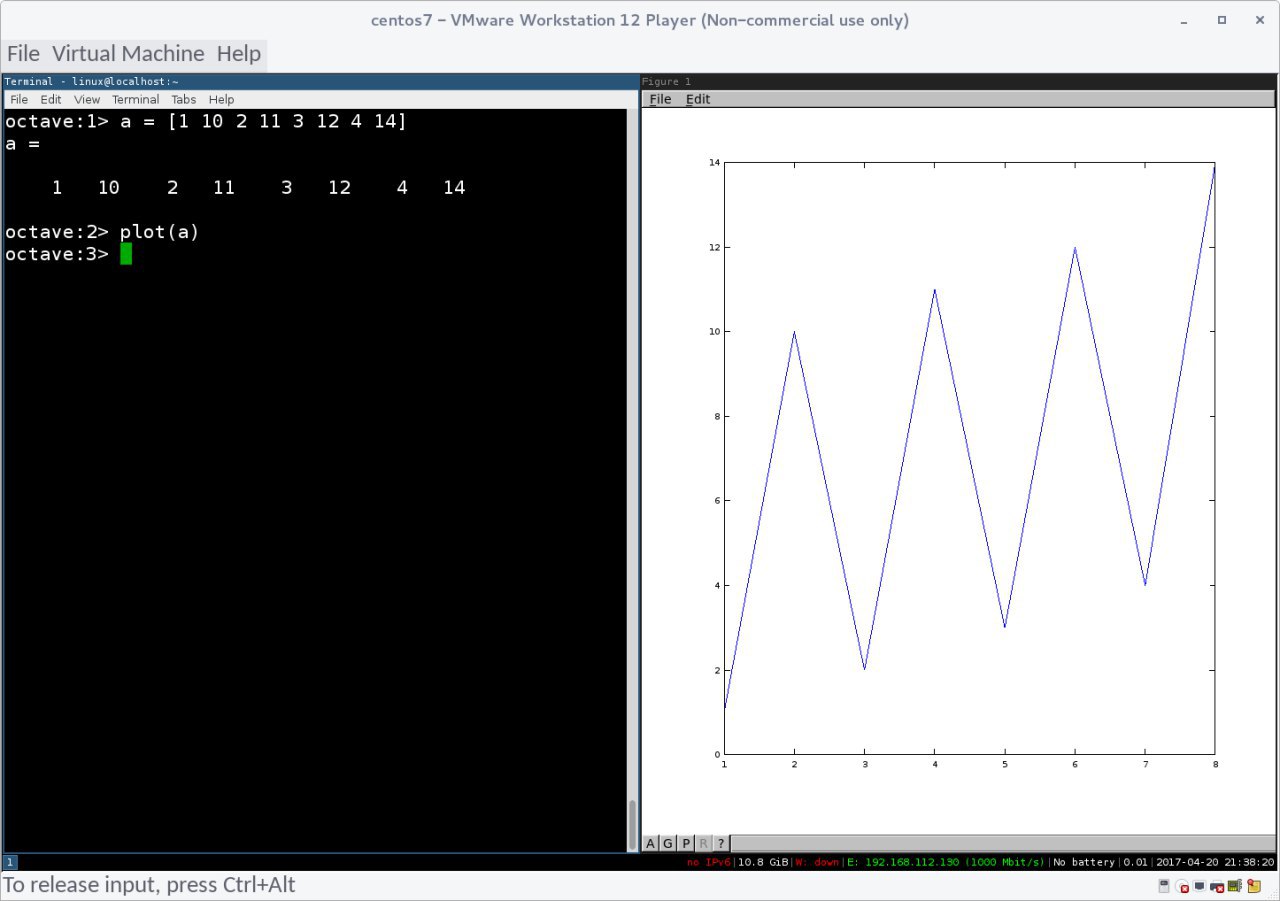 centos7 – VMware Workstation 12 Player (Non-commercial use only)
File Virtual Machine Help
Terminal - linux@localhost:~
File Edit View Terminal Tabs Help
octave:1> a = [1 10 2 11 3 12 4 14]
a =
1 10 2 11 3 12 4 14
octave:2> plot(a)
octave:3>
Figure 1
File Edit
14
12
10
8
6
4
2
0
1 2 3 4 5 6 7 8
A G P R ?
1
no IPv6|10.8 GiB|W: down|E: 192.168.112.130 (1000 Mbit/s)|No battery|0.01|2017-04-20 21:38:20
To release input, press Ctrl+Alt